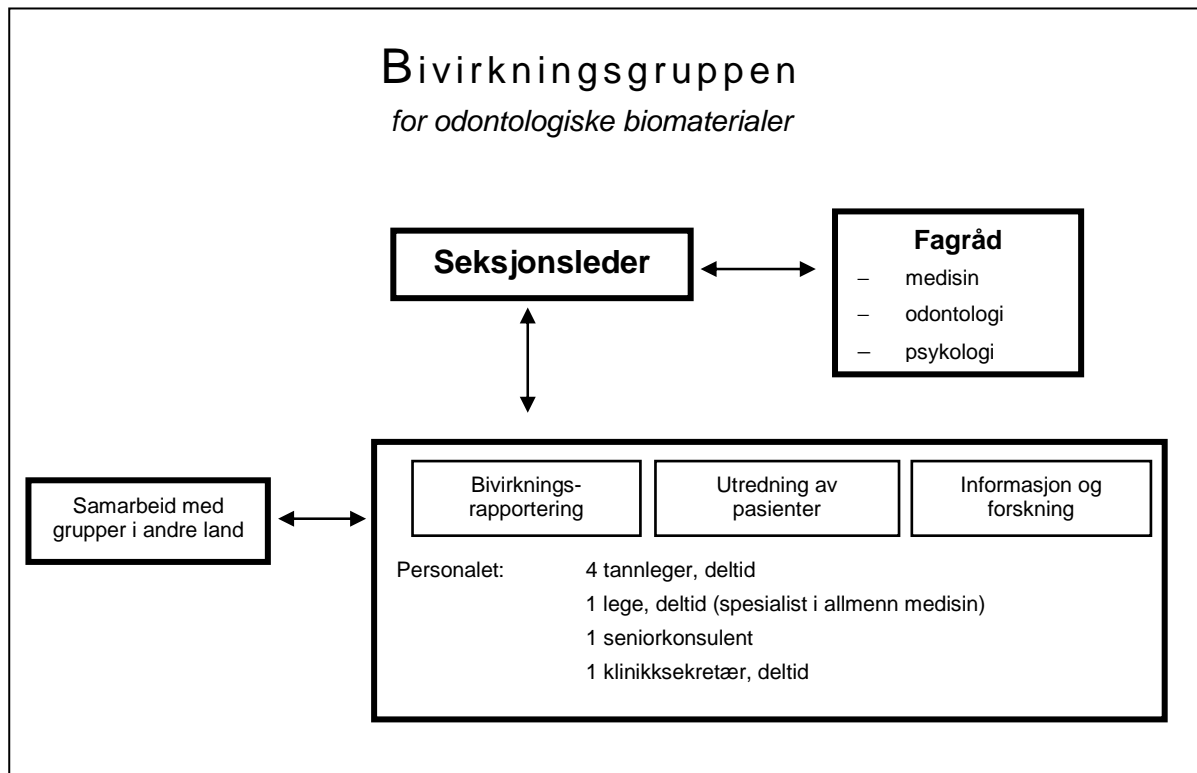 Bivirkningsgruppen
for odontologiske biomaterialer
Seksjonsleder
Fagråd
– medisin
– odontologi
– psykologi
Samarbeid med
grupper i andre land
Bivirknings-
rapportering
Utredning av
pasienter
Informasjon og
forskning
Personalet: 4 tannleger, deltid
1 lege, deltid (spesialist i allmenn medisin)
1 seniorkonsulent
1 klinikksekretær, deltid